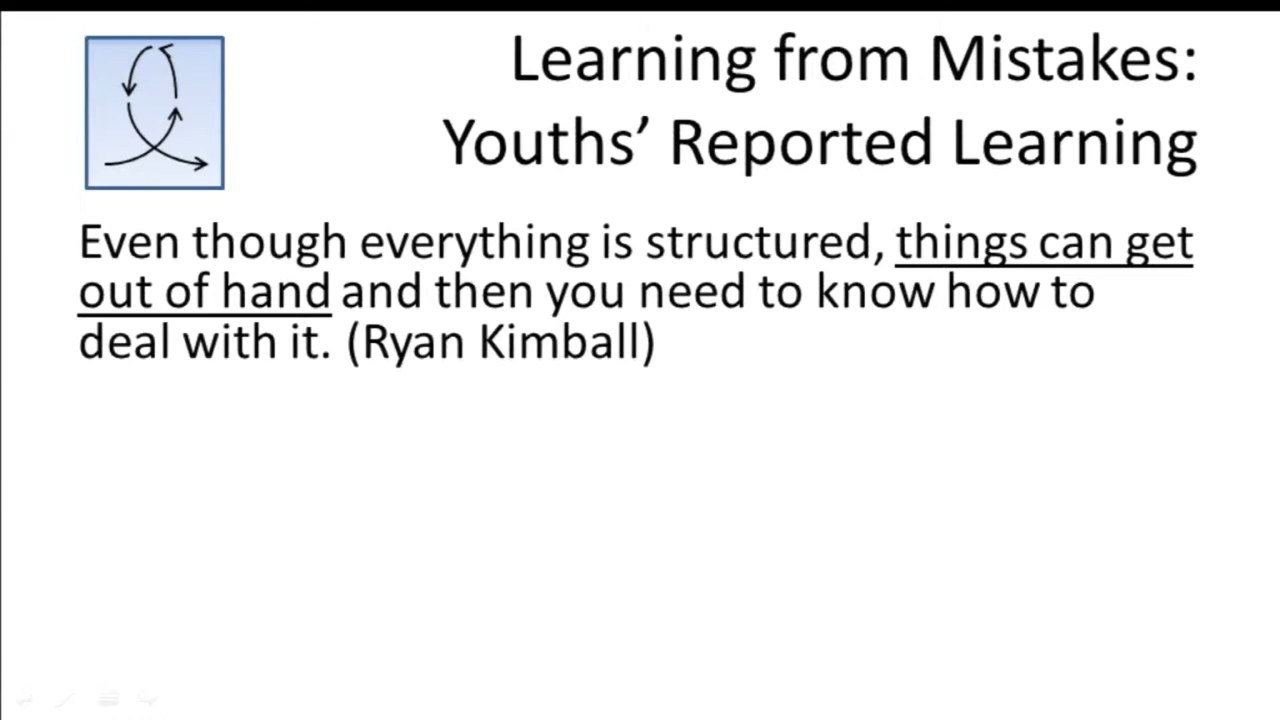 Learning from Mistakes:
Youths’ Reported Learning
Even though everything is structured, things can get
out of hand and then you need to know how to
deal with it. (Ryan Kimball)